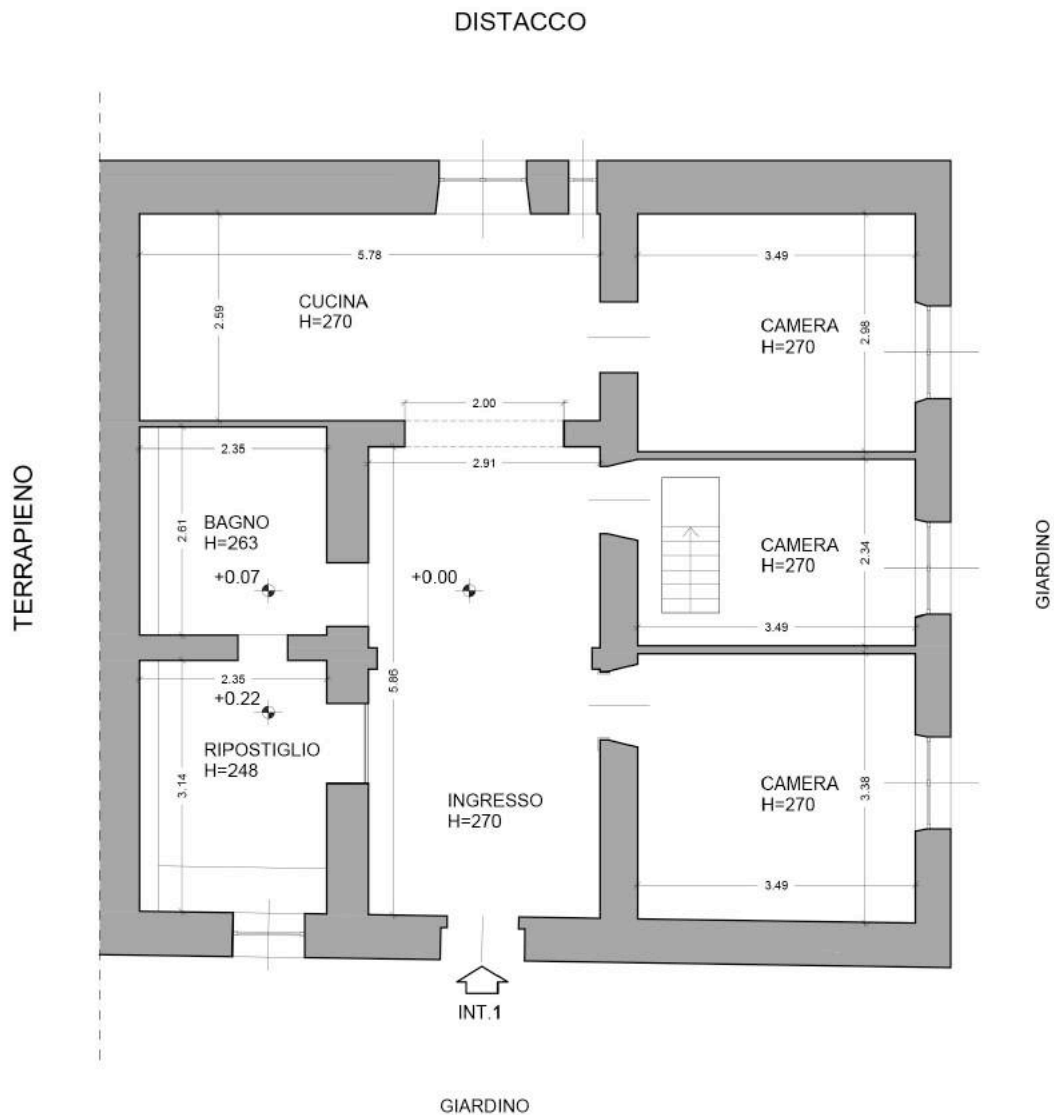 DISTACCO
5.78
3.49
CUCINA
H=270
2.59
CAMERA
H=270
2.98
2.00
2.35
2.91
TERRAPIENO
BAGNO
H=263
2.61
+0.07
+0.00
CAMERA
H=270
2.34
GIARDINO
3.49
2.35
+0.22
5.86
RIPOSTIGLIO
H=248
3.14
INGRESSO
H=270
CAMERA
H=270
3.38
3.49
INT.1
GIARDINO